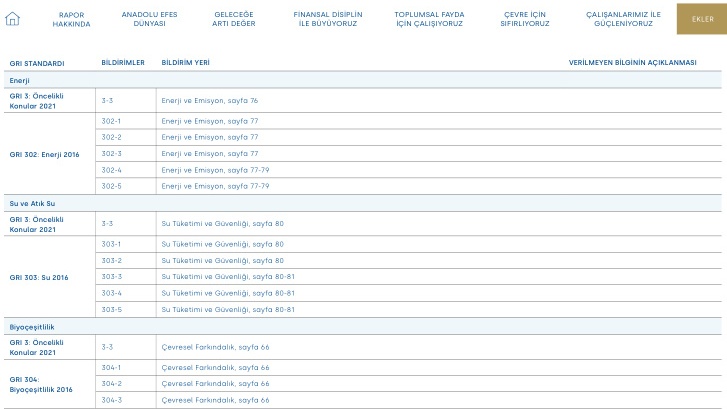 RAPOR
HAKKINDA
ANADOLU EFES
DÜNYASI
GELECEĞE
ARTI DEĞER
FİNANSAL DİSİPLİN
İLE BÜYÜYORUZ
TOPLUMSAL FAYDA
İÇİN ÇALIŞIYORUZ
ÇEVRE İÇİN
SIFIRLIYORUZ
ÇALIŞANLARIMIZ İLE
GÜÇLENİYORUZ
EKLER
GRI STANDARDI BİLDİRİMLER BİLDİRİM YERİ VERİLMEYEN BİLGİNİN AÇIKLANMASI
Enerji
GRI 3: Öncelikli
Konular 2021
3-3 Enerji ve Emisyon, sayfa 76
GRI 302: Enerji 2016
302-1 Enerji ve Emisyon, sayfa 77
302-2 Enerji ve Emisyon, sayfa 77
302-3 Enerji ve Emisyon, sayfa 77
302-4 Enerji ve Emisyon, sayfa 77-79
302-5 Enerji ve Emisyon, sayfa 77-79
Su ve Atık Su
GRI 3: Öncelikli
Konular 2021
3-3 Su Tüketimi ve Güvenliği, sayfa 80
GRI 303: Su 2016
303-1 Su Tüketimi ve Güvenliği, sayfa 80
303-2 Su Tüketimi ve Güvenliği, sayfa 80
303-3 Su Tüketimi ve Güvenliği, sayfa 80-81
303-4 Su Tüketimi ve Güvenliği, sayfa 80-81
303-5 Su Tüketimi ve Güvenliği, sayfa 80-81
Biyoçeşitlilik
GRI 3: Öncelikli
Konular 2021
3-3 Çevresel Farkındalık, sayfa 66
GRI 304:
Biyoçeşitlilik 2016
304-1 Çevresel Farkındalık, sayfa 66
304-2 Çevresel Farkındalık, sayfa 66
304-3 Çevresel Farkındalık, sayfa 66